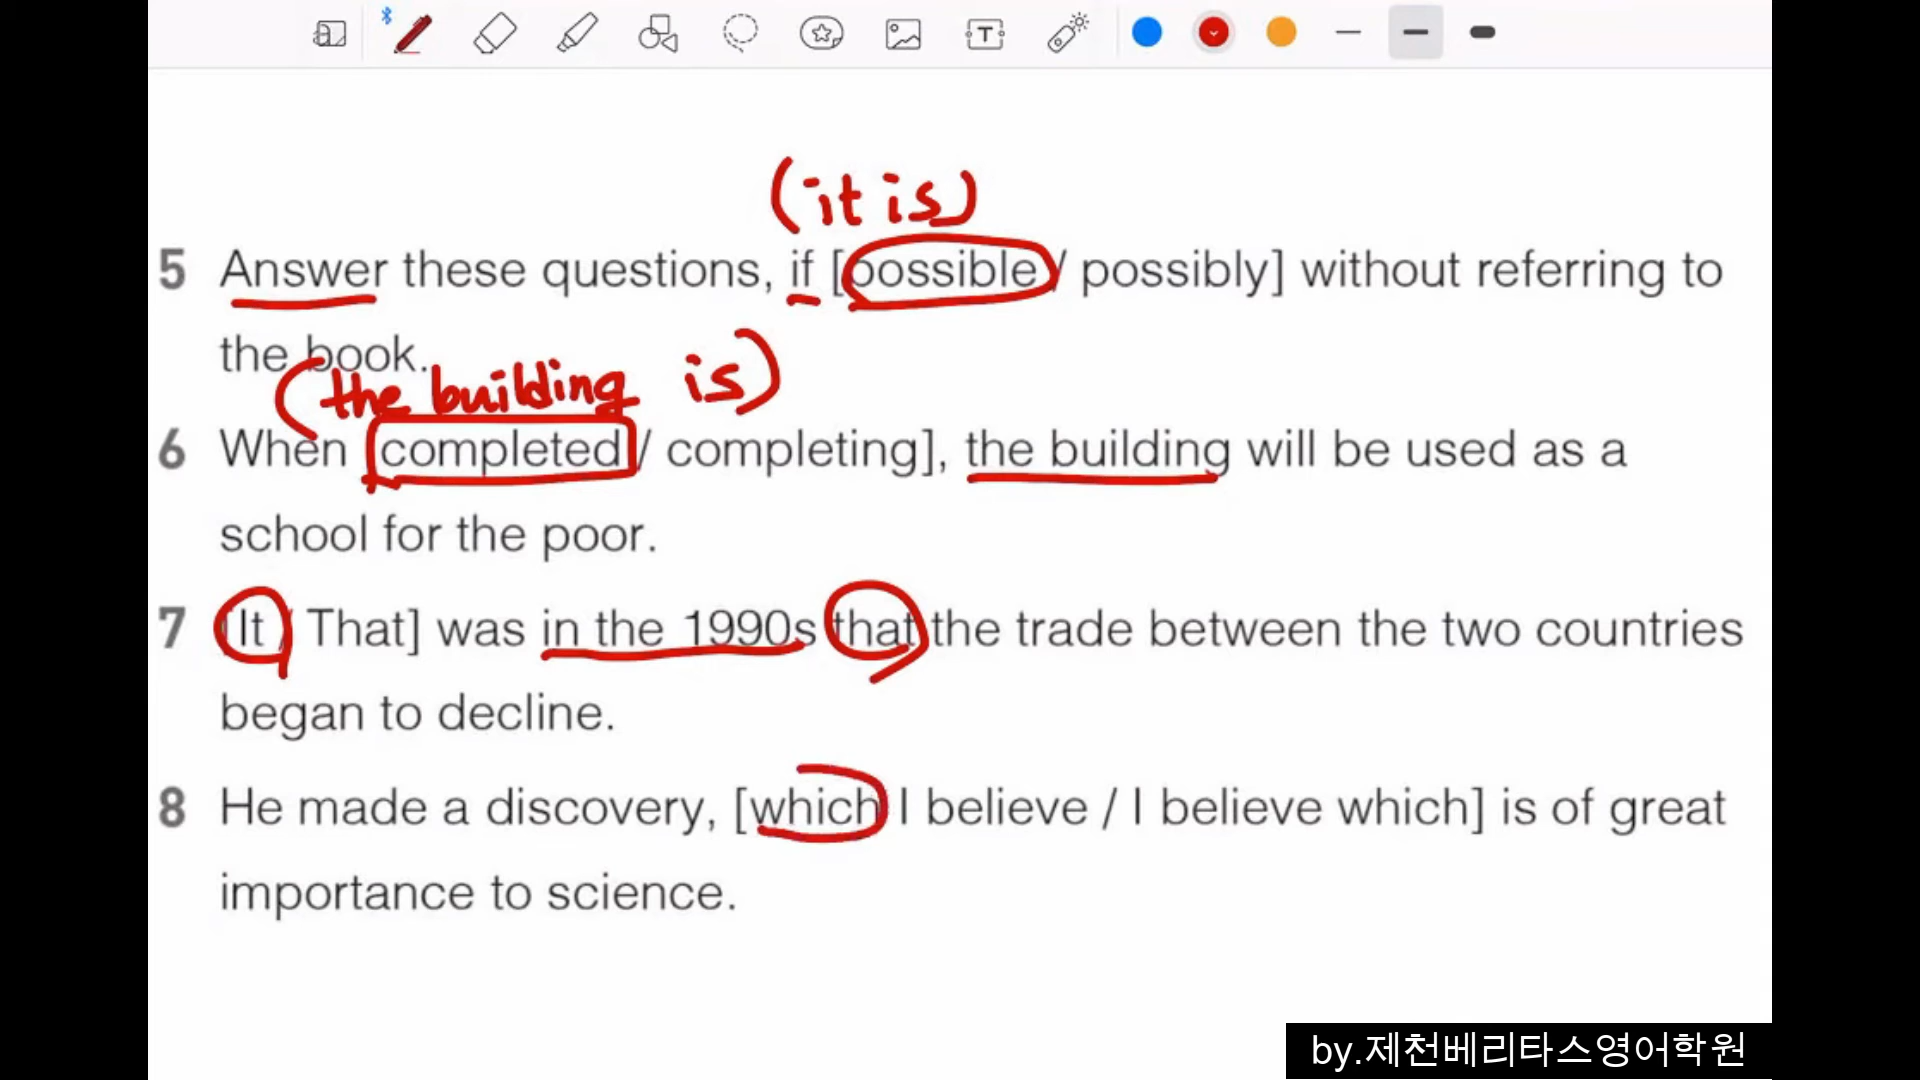 (it is)
5 Answer these questions, if [possible / possibly] without referring to
the book.
(the building is)
6 When [completed / completing], the building will be used as a
school for the poor.
7 [It / That] was in the 1990s that the trade between the two countries
began to decline.
8 He made a discovery, [which I believe / I believe which] is of great
importance to science.
by.제천베리타스영어학원